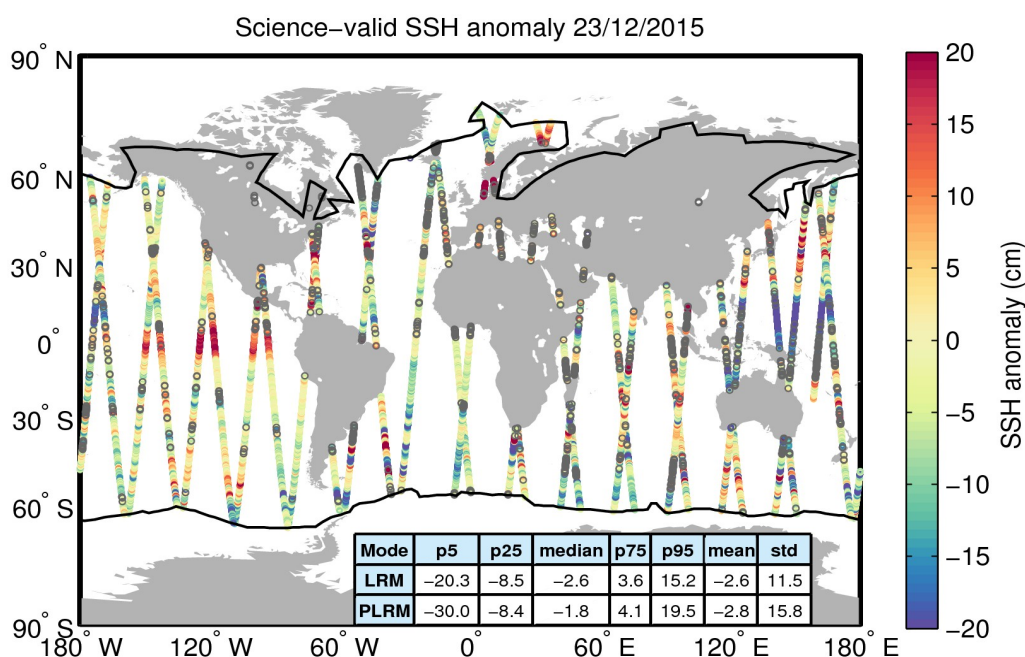 Science−valid SSH anomaly 23/12/2015
90° N
60° N
30° N
0°
30° S
60° S
90° S
180° W
120° W
60° W
0°
60° E
120° E
180° E
Mode p5 p25 median p75 p95 mean std
LRM −20.3 −8.5 −2.6 3.6 15.2 −2.6 11.5
PLRM −30.0 −8.4 −1.8 4.1 19.5 −2.8 15.8
20
15
10
5
0
−5
−10
−15
−20
SSH anomaly (cm)